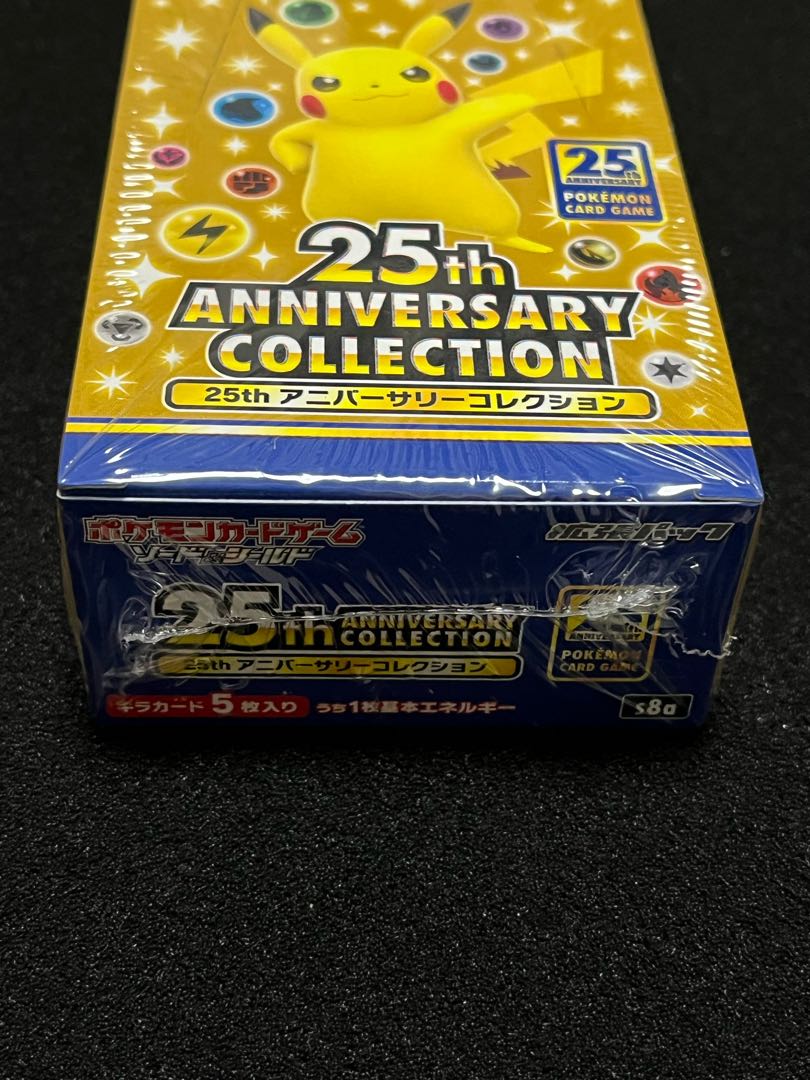 25th
ANNIVERSARY
POKÉMON
CARD GAME
25th
ANNIVERSARY
COLLECTION
25th アニバーサリーコレクション
ポケモンカードゲーム
ソード&シールド
拡張パック
25th ANNIVERSARY
COLLECTION
25th アニバーサリーコレクション
ANNIVERSARY
POKÉMON
CARD GAME
キラカード 5枚入り うち1枚基本エネルギー
s8a